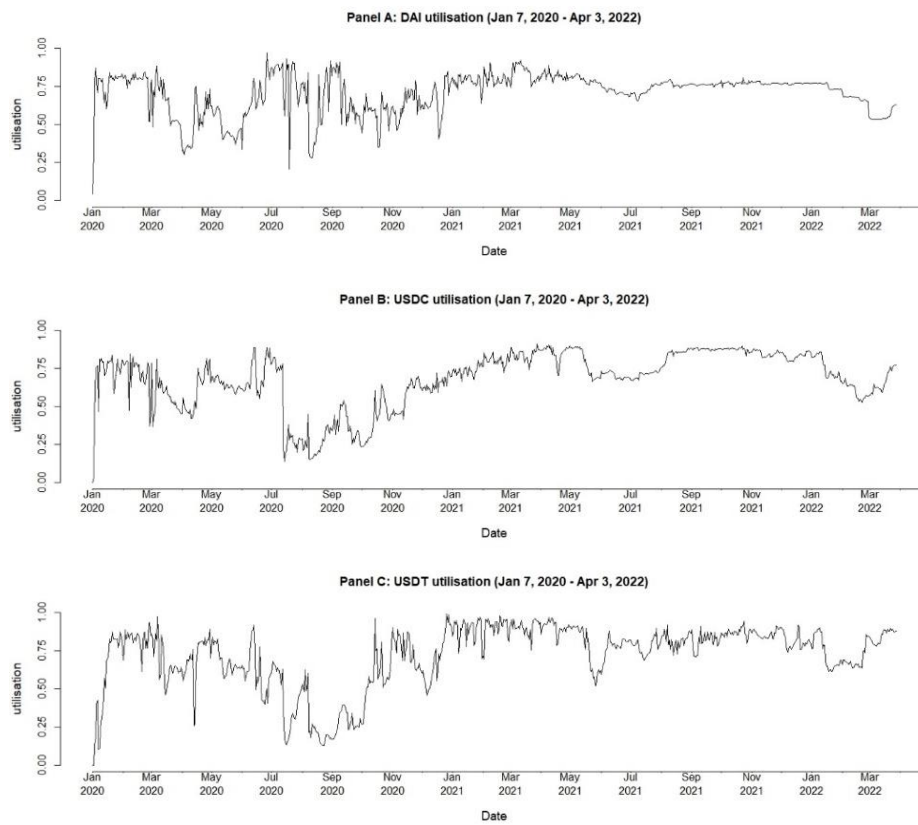 Panel A: DAI utilisation (Jan 7, 2020 - Apr 3, 2022)
utilisation
1.00
0.75
0.50
0.25
0.00
Jan Mar May Jul Sep Nov Jan Mar May Jul Sep Nov Jan Mar
2020 2020 2020 2020 2020 2020 2021 2021 2021 2021 2021 2021 2022 2022
Date
Panel B: USDC utilisation (Jan 7, 2020 - Apr 3, 2022)
utilisation
1.00
0.75
0.50
0.25
0.00
Jan Mar May Jul Sep Nov Jan Mar May Jul Sep Nov Jan Mar
2020 2020 2020 2020 2020 2020 2021 2021 2021 2021 2021 2021 2022 2022
Date
Panel C: USDT utilisation (Jan 7, 2020 - Apr 3, 2022)
utilisation
1.00
0.75
0.50
0.25
0.00
Jan Mar May Jul Sep Nov Jan Mar May Jul Sep Nov Jan Mar
2020 2020 2020 2020 2020 2020 2021 2021 2021 2021 2021 2021 2022 2022
Date